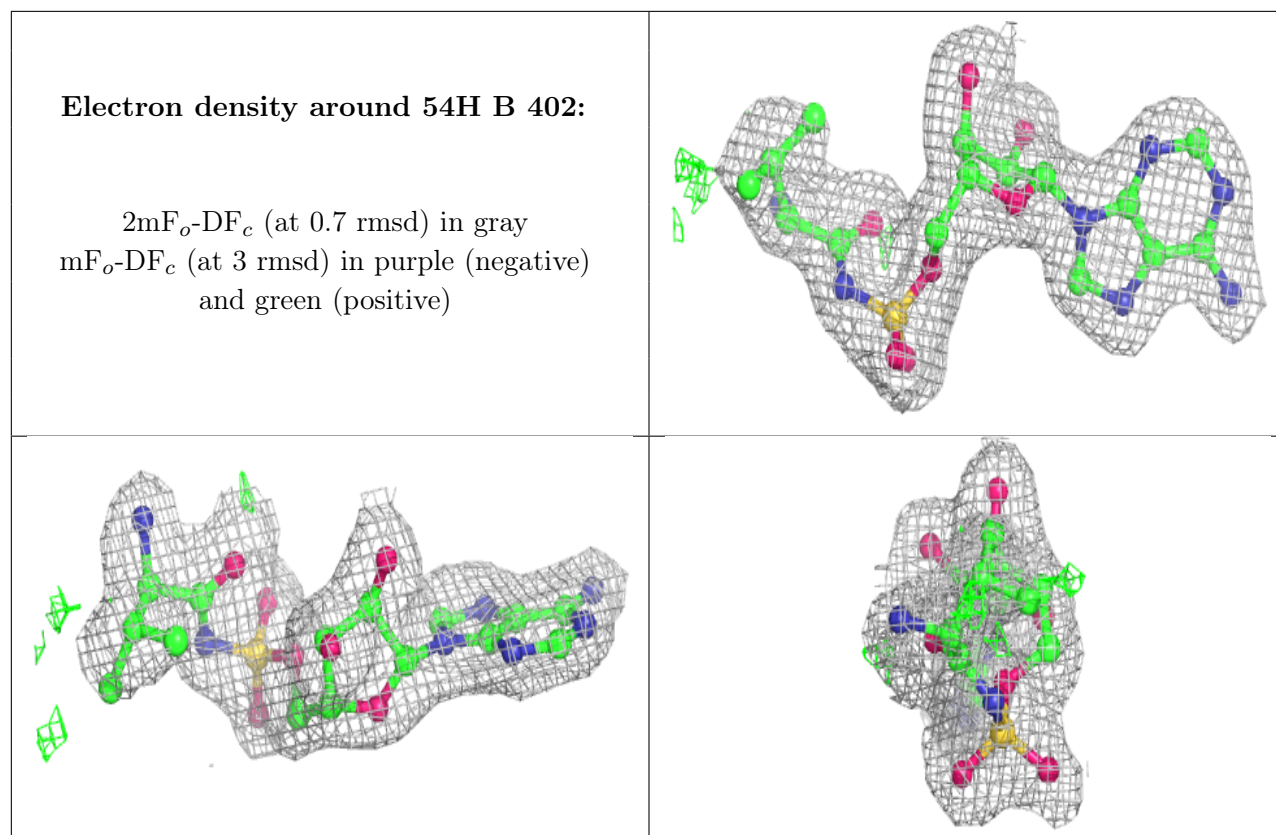 Electron density around 54H B 402:
2mFo-DFc (at 0.7 rmsd) in gray
mFo-DFc (at 3 rmsd) in purple (negative)
and green (positive)